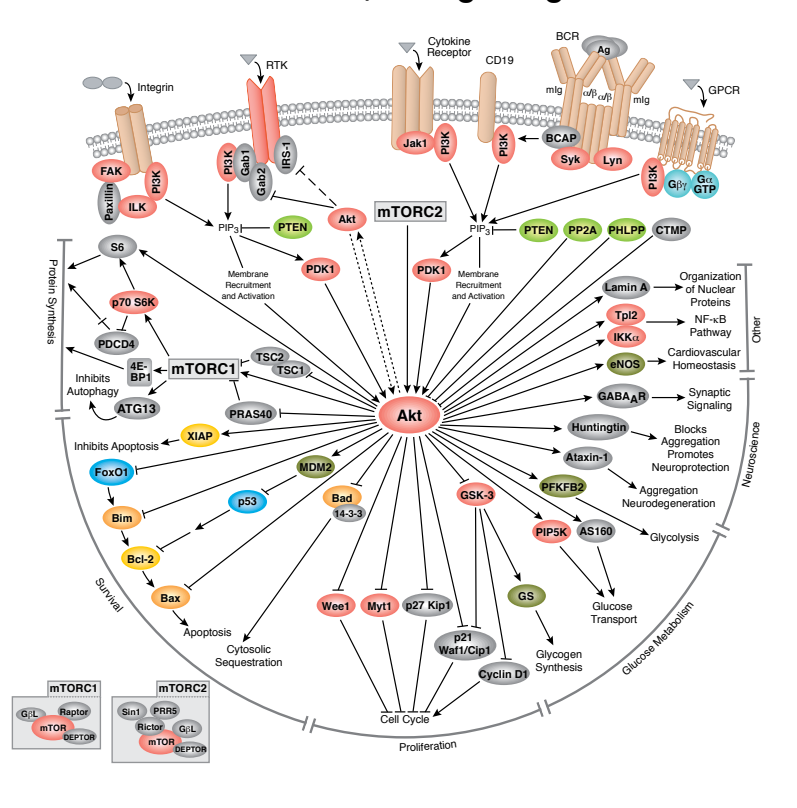 Cytokine
Receptor
BCR
Ag
CD19
RTK
Integrin
mIg
α/β
α/β
mIg
GPCR
FAK
PI3K
Paxillin
ILK
PI3K
Gab1
Gab2
IRS-1
Jak1
PI3K
PI3K
BCAP
Syk
Lyn
PI3K
Gβγ
Gα
GTP
PIP3
PTEN
Akt
mTORC2
PIP3
PTEN
PP2A
PHLPP
CTMP
S6
PDK1
PDK1
Membrane
Recruitment
and Activation
Membrane
Recruitment
and Activation
Protein Synthesis
p70 S6K
PDCD4
4E-
BP1
mTORC1
TSC2
TSC1
Inhibits
Autophagy
ATG13
PRAS40
Akt
Lamin A
Organization
of Nuclear
Proteins
Tpl2
IKKα
NF-κB
Pathway
eNOS
Cardiovascular
Homeostasis
Other
GABAAR
Synaptic
Signaling
Huntingtin
Blocks
Aggregation
Promotes
Neuroprotection
Ataxin-1
Aggregation
Neurodegeneration
Neuroscience
Inhibits Apoptosis
XIAP
FoxO1
MDM2
p53
Bad
14-3-3
Bim
Bcl-2
Bax
Apoptosis
Survival
Cytosolic
Sequestration
GSK-3
PFKFB2
Glycolysis
PIP5K
AS160
Glucose
Transport
GS
Glycogen
Synthesis
Glucose Metabolism
Wee1
Myt1
p27 Kip1
p21
Waf1/Cip1
Cyclin D1
Cell Cycle
Proliferation
mTORC1
GβL
Raptor
mTOR
DEPTOR
mTORC2
Sin1
PRR5
Rictor
GβL
mTOR
DEPTOR